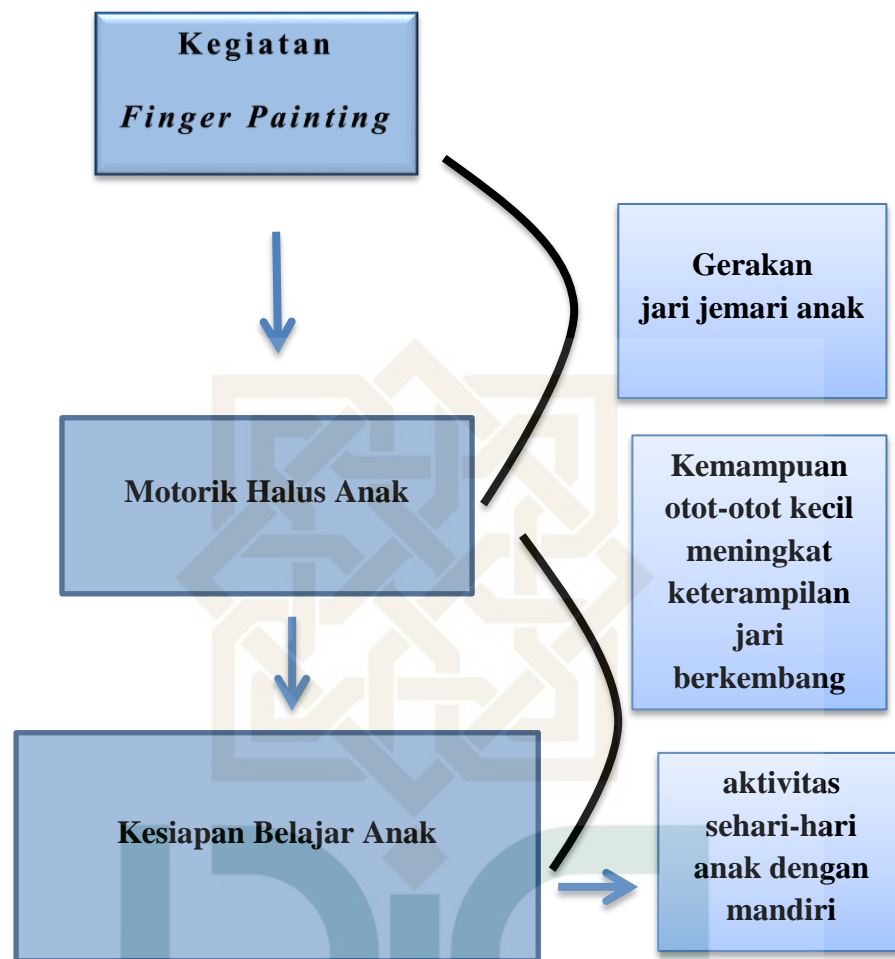 Kegiatan
Finger Painting
Gerakan
jari jemari anak
Motorik Halus Anak
Kemampuan
otot-otot kecil
meningkat
keterampilan
jari
berkembang
Kesiapan Belajar Anak
aktivitas
sehari-hari
anak dengan
mandiri